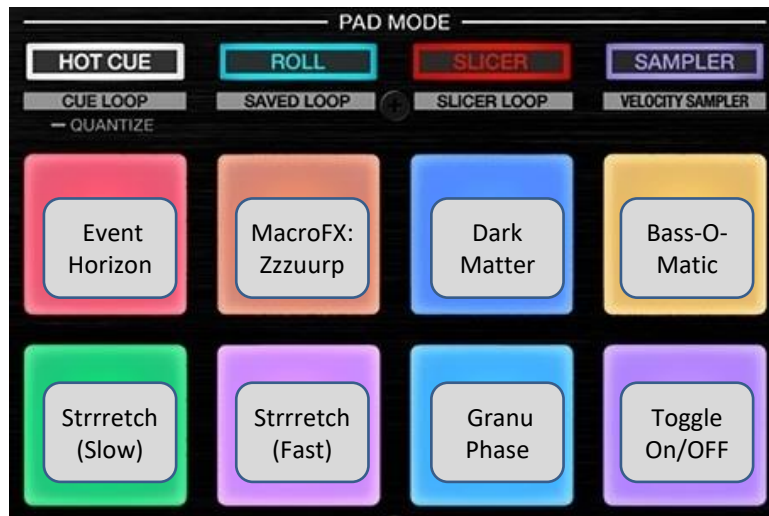 PAD MODE
HOT CUE
ROLL
SLICER
SAMPLER
CUE LOOP
SAVED LOOP
SLICER LOOP
VELOCITY SAMPLER
— QUANTIZE
Event
Horizon
MacroFX:
Zzzuurp
Dark
Matter
Bass-O-
Matic
Strrretch
(Slow)
Strrretch
(Fast)
Granu
Phase
Toggle
On/OFF